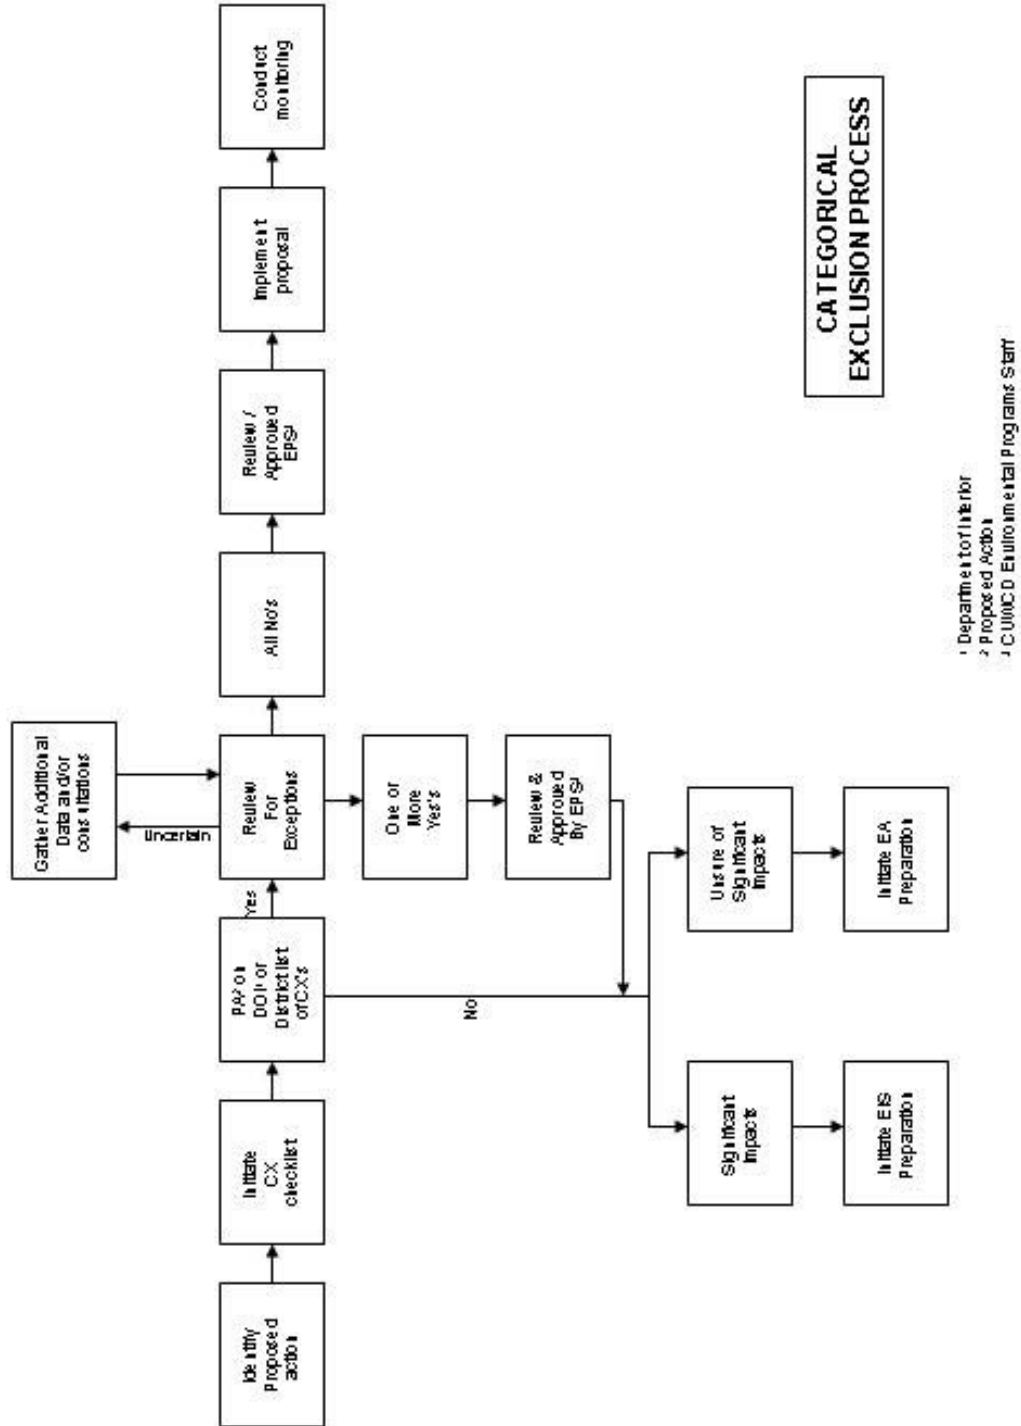 Identify
Proposed
action
Initiate
CX
checklist
PA² on
DOI¹ or
District list
of CX's
Yes
No
Review
For
Exceptions
Uncertain
Gather Additional
Data and/or
consultations
All No's
Review /
Approved
EPS³
Implement
proposal
Conduct
monitoring
One or
More
Yes's
Review &
Approved
By EPS³
Significant
Impacts
Unsure of
Significant
Impacts
Initiate EIS
Preparation
Initiate EA
Preparation
CATEGORICAL
EXCLUSION PROCESS
¹ Department of Interior
² Proposed Action
³ CUWCD Environmental Programs Staff